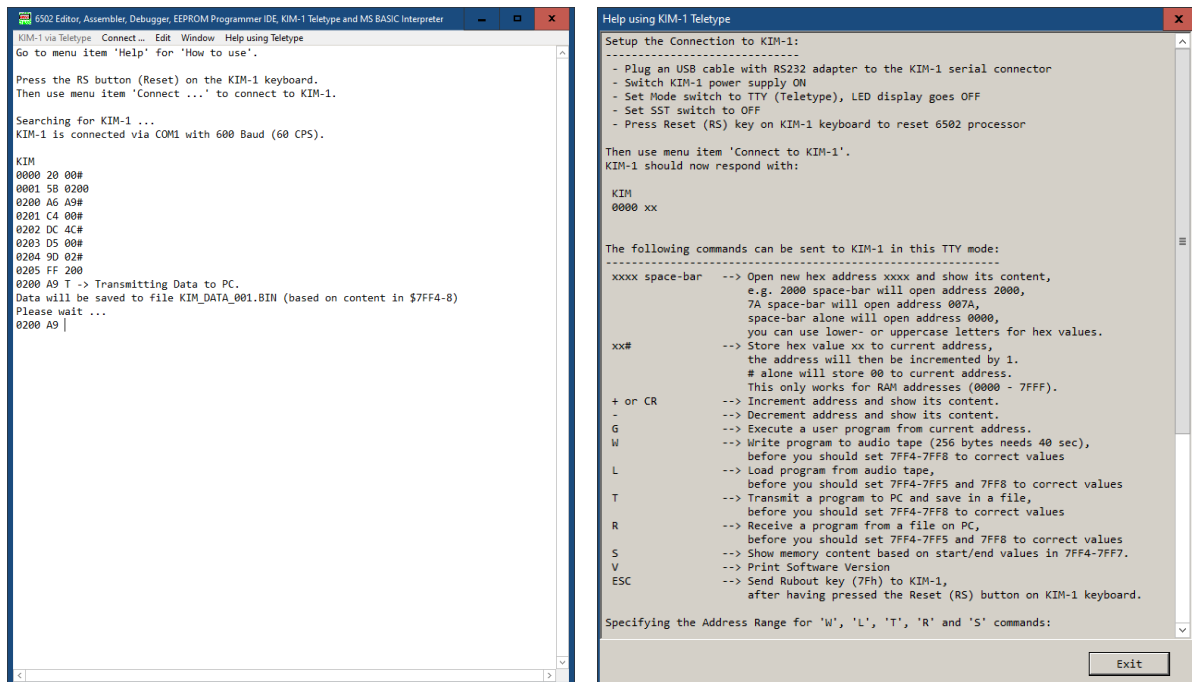 6502 Editor, Assembler, Debugger, EEPROM Programmer IDE, KIM-1 Teletype and MS BASIC Interpreter
KIM-1 via Teletype Connect ... Edit Window Help using Teletype
Go to menu item 'Help' for 'How to use'.
Press the RS button (Reset) on the KIM-1 keyboard.
Then use menu item 'Connect ...' to connect to KIM-1.
Searching for KIM-1 ...
KIM-1 is connected via COM1 with 600 Baud (60 CPS).
KIM
0000 20 00#
0001 5B 0200
0200 A6 A9#
0201 C4 00#
0202 DC 4C#
0203 D5 00#
0204 9D 02#
0205 FF 200
0200 A9 T -> Transmitting Data to PC.
Data will be saved to file KIM_DATA_001.BIN (based on content in $7FF4-8)
Please wait ...
0200 A9
Help using KIM-1 Teletype
Setup the Connection to KIM-1:
------------------------------
- Plug an USB cable with RS232 adapter to the KIM-1 serial connector
- Switch KIM-1 power supply ON
- Set Mode switch to TTY (Teletype), LED display goes OFF
- Set SST switch to OFF
- Press Reset (RS) key on KIM-1 keyboard to reset 6502 processor
Then use menu item 'Connect to KIM-1'.
KIM-1 should now respond with:
KIM
0000 xx
The following commands can be sent to KIM-1 in this TTY mode:
-------------------------------------------------------------
xxxx space-bar --> Open new hex address xxxx and show its content,
e.g. 2000 space-bar will open address 2000,
7A space-bar will open address 007A,
space-bar alone will open address 0000,
you can use lower- or uppercase letters for hex values.
xx# --> Store hex value xx to current address,
the address will then be incremented by 1.
# alone will store 00 to current address.
This only works for RAM addresses (0000 - 7FFF).
+ or CR --> Increment address and show its content.
- --> Decrement address and show its content.
G --> Execute a user program from current address.
W --> Write program to audio tape (256 bytes needs 40 sec),
before you should set 7FF4-7FF8 to correct values
L --> Load program from audio tape,
before you should set 7FF4-7FF5 and 7FF8 to correct values
T --> Transmit a program to PC and save in a file,
before you should set 7FF4-7FF8 to correct values
R --> Receive a program from a file on PC,
before you should set 7FF4-7FF5 and 7FF8 to correct values
S --> Show memory content based on start/end values in 7FF4-7FF7.
V --> Print Software Version
ESC --> Send Rubout key (7Fh) to KIM-1,
after having pressed the Reset (RS) button on KIM-1 keyboard.
Specifying the Address Range for 'W', 'L', 'T', 'R' and 'S' commands:
Exit